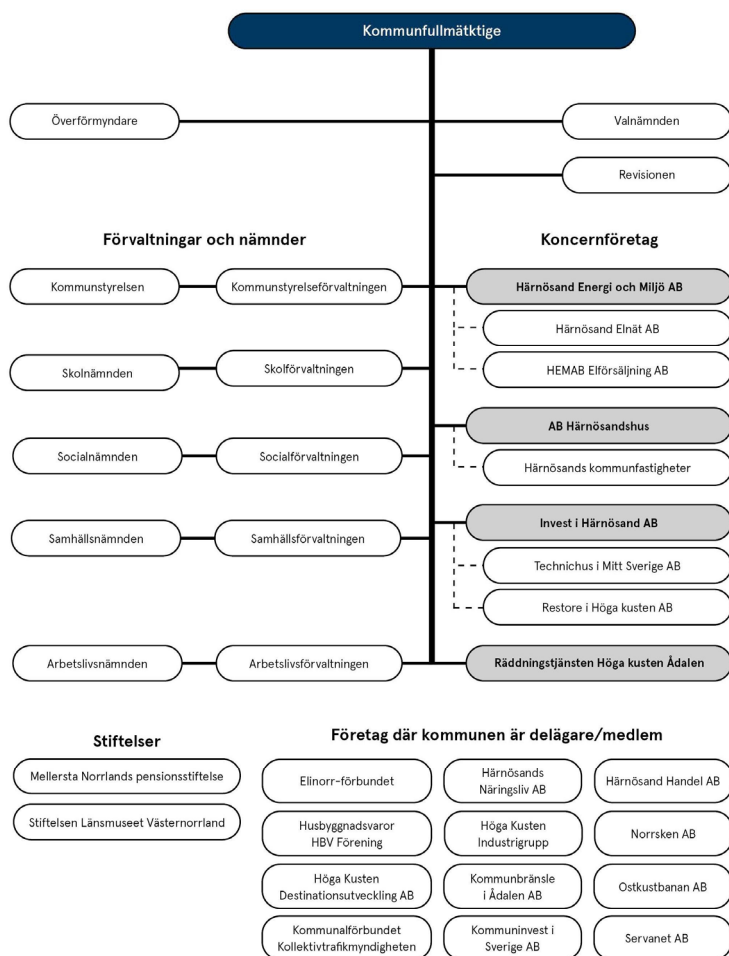 Kommunfullmätktige
Överförmyndare
Valnämnden
Revisionen
Förvaltningar och nämnder
Koncernföretag
Kommunstyrelsen
Kommunstyrelseförvaltningen
Härnösand Energi och Miljö AB
Härnösand Elnät AB
HEMAB Elförsäljning AB
Skolnämnden
Skolförvaltningen
AB Härnösandshus
Härnösands kommunfastigheter
Socialnämnden
Socialförvaltningen
Invest i Härnösand AB
Technichus i Mitt Sverige AB
Restore i Höga kusten AB
Samhällsnämnden
Samhällsförvaltningen
Arbetslivsnämnden
Arbetslivsförvaltningen
Räddningstjänsten Höga kusten Ådalen
Stiftelser
Mellersta Norrlands pensionsstiftelse
Stiftelsen Länsmuseet Västernorrland
Företag där kommunen är delägare/medlem
Elinorr-förbundet
Härnösands
Näringsliv AB
Härnösand Handel AB
Husbyggnadsvaror
HBV Förening
Höga Kusten
Industrigrupp
Norrsken AB
Höga Kusten
Destinationsutveckling AB
Kommunbränsle
i Ådalen AB
Ostkustbanan AB
Kommunalförbundet
Kollektivtrafikmyndigheten
Kommuninvest i
Sverige AB
Servanet AB